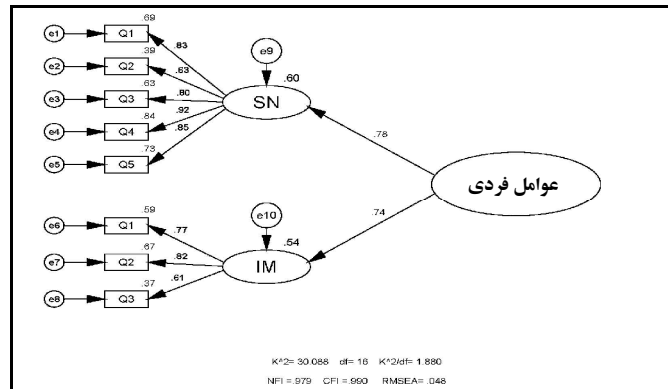 .69
e1 Q1
.83
.39
e2 Q2
.63
.63
e3 Q3
.80
.84
e4 Q4
.92
.73
e5 Q5
.85
e9
.60
SN
.78
عوامل فردی
.74
.59
e6 Q1
.77
.67
e7 Q2
.82
.37
e8 Q3
.61
e10
.54
IM
K^2= 30.088 df= 16 K^2/df= 1.880
NFI =.979 CFI =.990 RMSEA= .048